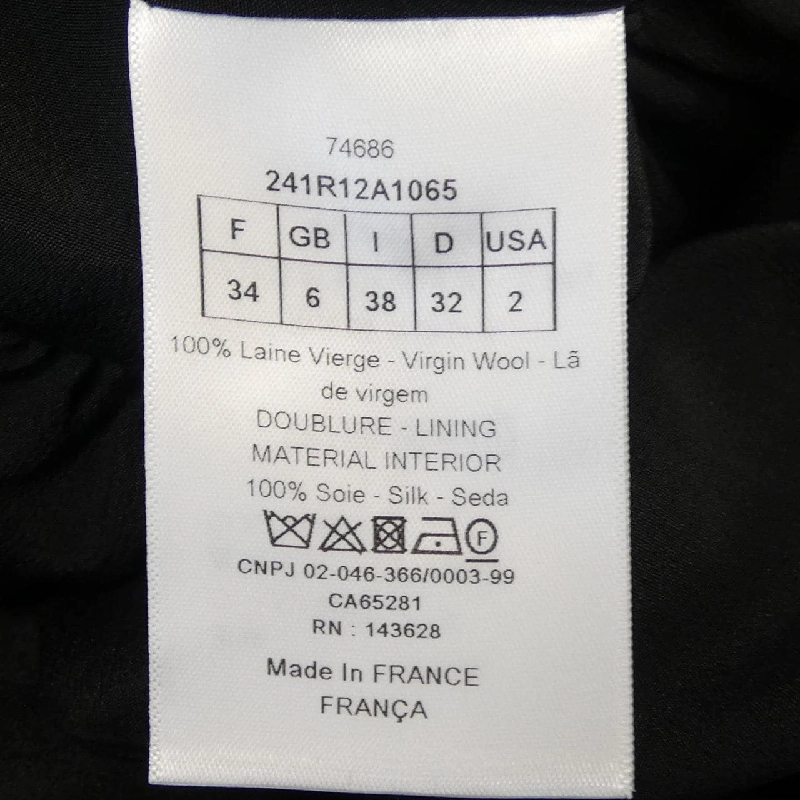 74686
241R12A1065
F GB I D USA
34 6 38 32 2
100% Laine Vierge - Virgin Wool - Lã
de virgem
DOUBLURE - LINING
MATERIAL INTERIOR
100% Soie - Silk - Seda
F
CNPJ 02-046-366/0003-99
CA65281
RN : 143628
Made In FRANCE
FRANÇA